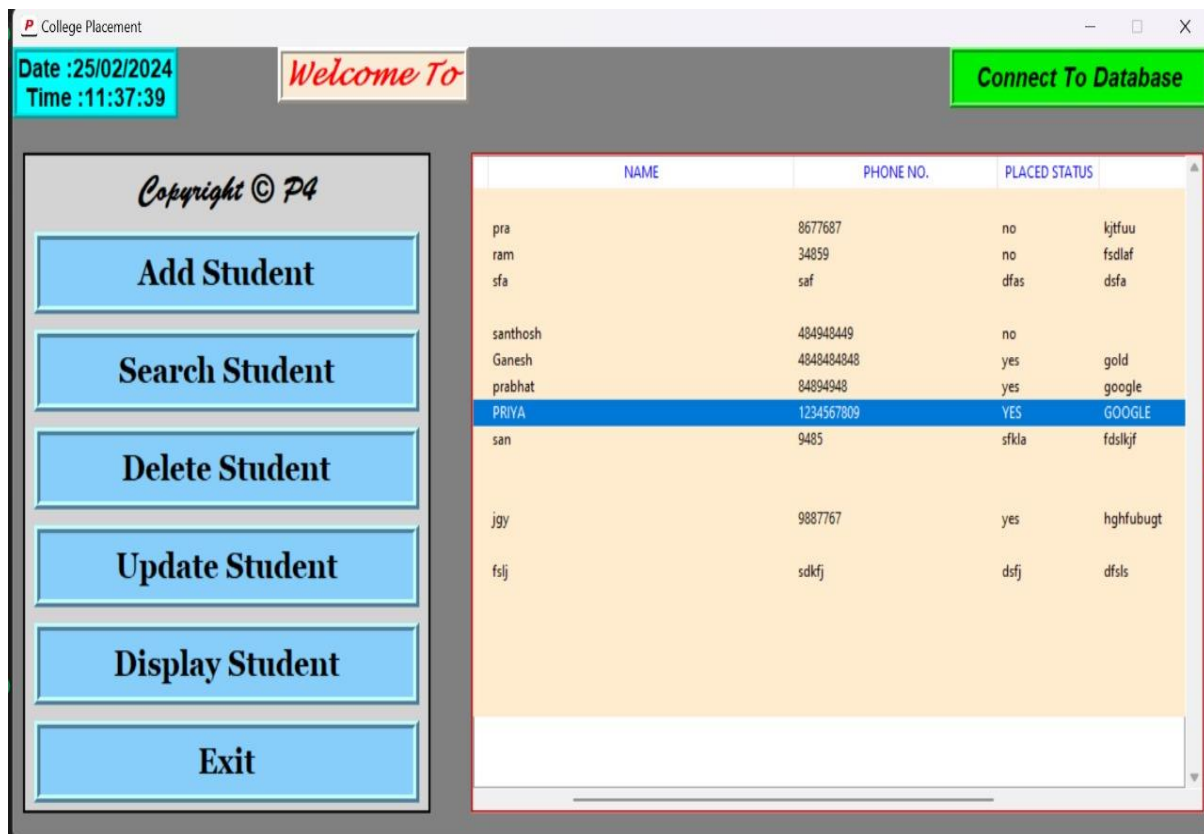 P College Placement
Date :25/02/2024
Time :11:37:39
Welcome To
Connect To Database
Copyright © P4
Add Student
Search Student
Delete Student
Update Student
Display Student
Exit
NAME PHONE NO. PLACED STATUS
pra 8677687 no kjtfuu
ram 34859 no fsdlaf
sfa saf dfas dsfa
santhosh 484948449 no
Ganesh 4848484848 yes gold
prabhat 84894948 yes google
PRIYA 1234567809 YES GOOGLE
san 9485 sfkla fdslkjf
jgy 9887767 yes hghfubugt
fslj sdkfj dsfj dfsls